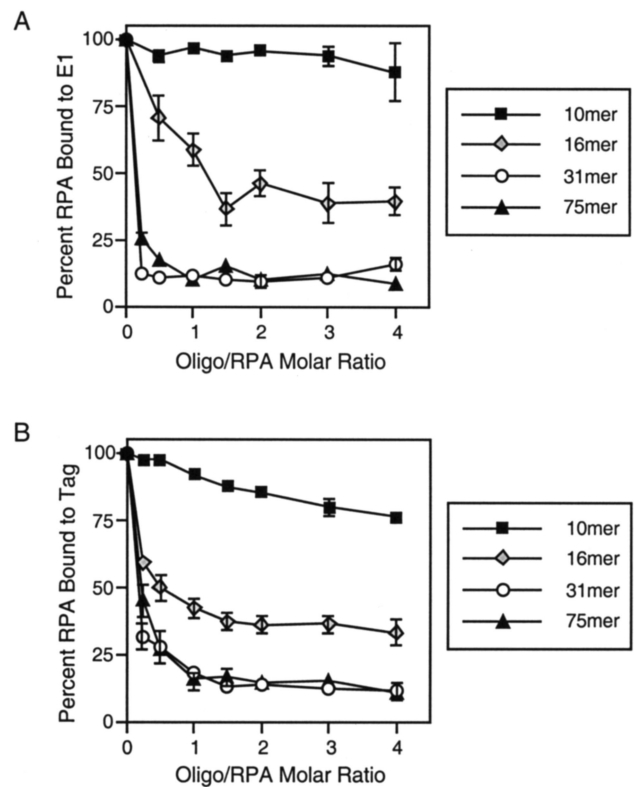 A
Percent RPA Bound to E1
100
75
50
25
0
0 1 2 3 4
Oligo/RPA Molar Ratio
10mer
16mer
31mer
75mer
B
Percent RPA Bound to Tag
100
75
50
25
0
0 1 2 3 4
Oligo/RPA Molar Ratio
10mer
16mer
31mer
75mer